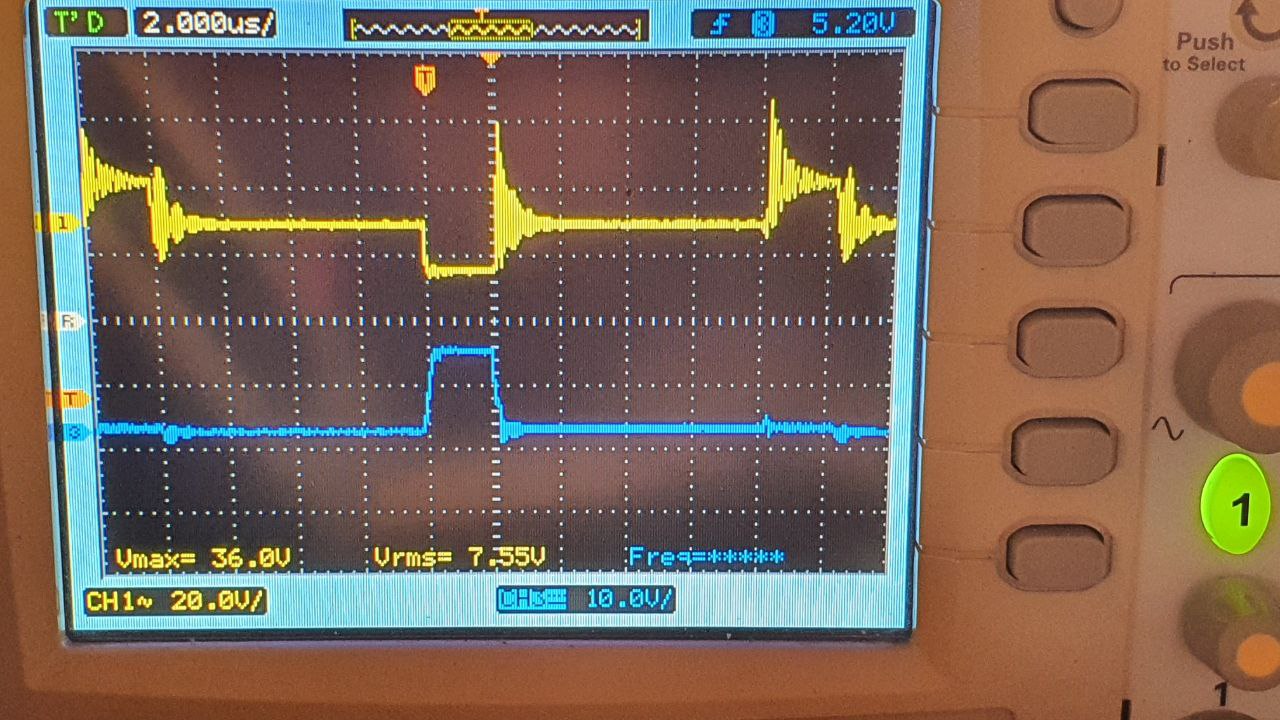 T'D 2.000us/ T 3 5.20V
Push
to Select
T
1
R
T
3
1
Vmax= 36.0V Vrms= 7.55V Freq=*****
CH1~ 20.0V/ 10.0V/
1